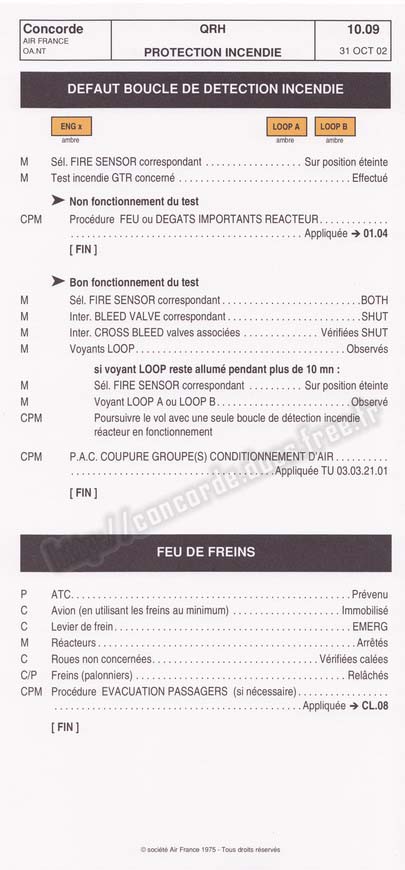 Concorde
AIR FRANCE
OA.NT
QRH
PROTECTION INCENDIE
10.09
31 OCT 02
DEFAUT BOUCLE DE DETECTION INCENDIE
ENG x
ambre
LOOP A
ambre
LOOP B
ambre
M Sél. FIRE SENSOR correspondant . . . . . . . . . . . . . . . . . Sur position éteinte
M Test incendie GTR concerné . . . . . . . . . . . . . . . . . . . . . . . . . . . . . . Effectué
➤ Non fonctionnement du test
CPM Procédure FEU ou DEGATS IMPORTANTS REACTEUR . . . . . . . . . . . . . . .
. . . . . . . . . . . . . . . . . . . . . . . . . . . . . . . . . . . . . . . . . Appliquée ➔ 01.04
[ FIN ]
➤ Bon fonctionnement du test
M Sél. FIRE SENSOR correspondant . . . . . . . . . . . . . . . . . . . . . . . . BOTH
M Inter. BLEED VALVE correspondant . . . . . . . . . . . . . . . . . . . . . . . . SHUT
M Inter. CROSS BLEED valves associées . . . . . . . . . . . . . Vérifiées SHUT
M Voyants LOOP . . . . . . . . . . . . . . . . . . . . . . . . . . . . . . . . . . . . . Observés
si voyant LOOP reste allumé pendant plus de 10 mn :
M Sél. FIRE SENSOR correspondant . . . . . . . . . . Sur position éteinte
M Voyant LOOP A ou LOOP B . . . . . . . . . . . . . . . . . . . . . . . . Observé
CPM Poursuivre le vol avec une seule boucle de détection incendie
réacteur en fonctionnement
CPM P.A.C. COUPURE GROUPE(S) CONDITIONNEMENT D'AIR . . . . . . . . . .
. . . . . . . . . . . . . . . . . . . . . . . . . . . . . . . . . . . . Appliquée TU 03.03.21.01
[ FIN ]
http://concorde.dups.free.fr
FEU DE FREINS
P ATC . . . . . . . . . . . . . . . . . . . . . . . . . . . . . . . . . . . . . . . . . . . . . . . . . . Prévenu
C Avion (en utilisant les freins au minimum) . . . . . . . . . . . . . . . . . . . Immobilisé
C Levier de frein . . . . . . . . . . . . . . . . . . . . . . . . . . . . . . . . . . . . . . . . . EMERG
M Réacteurs . . . . . . . . . . . . . . . . . . . . . . . . . . . . . . . . . . . . . . . . . . . . . Arrêtés
C Roues non concernées . . . . . . . . . . . . . . . . . . . . . . . . . . . . . Vérifiées calées
C/P Freins (palonniers) . . . . . . . . . . . . . . . . . . . . . . . . . . . . . . . . . . . . Relâchés
CPM Procédure EVACUATION PASSAGERS (si nécessaire) . . . . . . . . . . . . . . . . . .
. . . . . . . . . . . . . . . . . . . . . . . . . . . . . . . . . . . . . . . . . . . Appliquée ➔ CL.08
[ FIN ]
© société Air France 1975 - Tous droits réservés